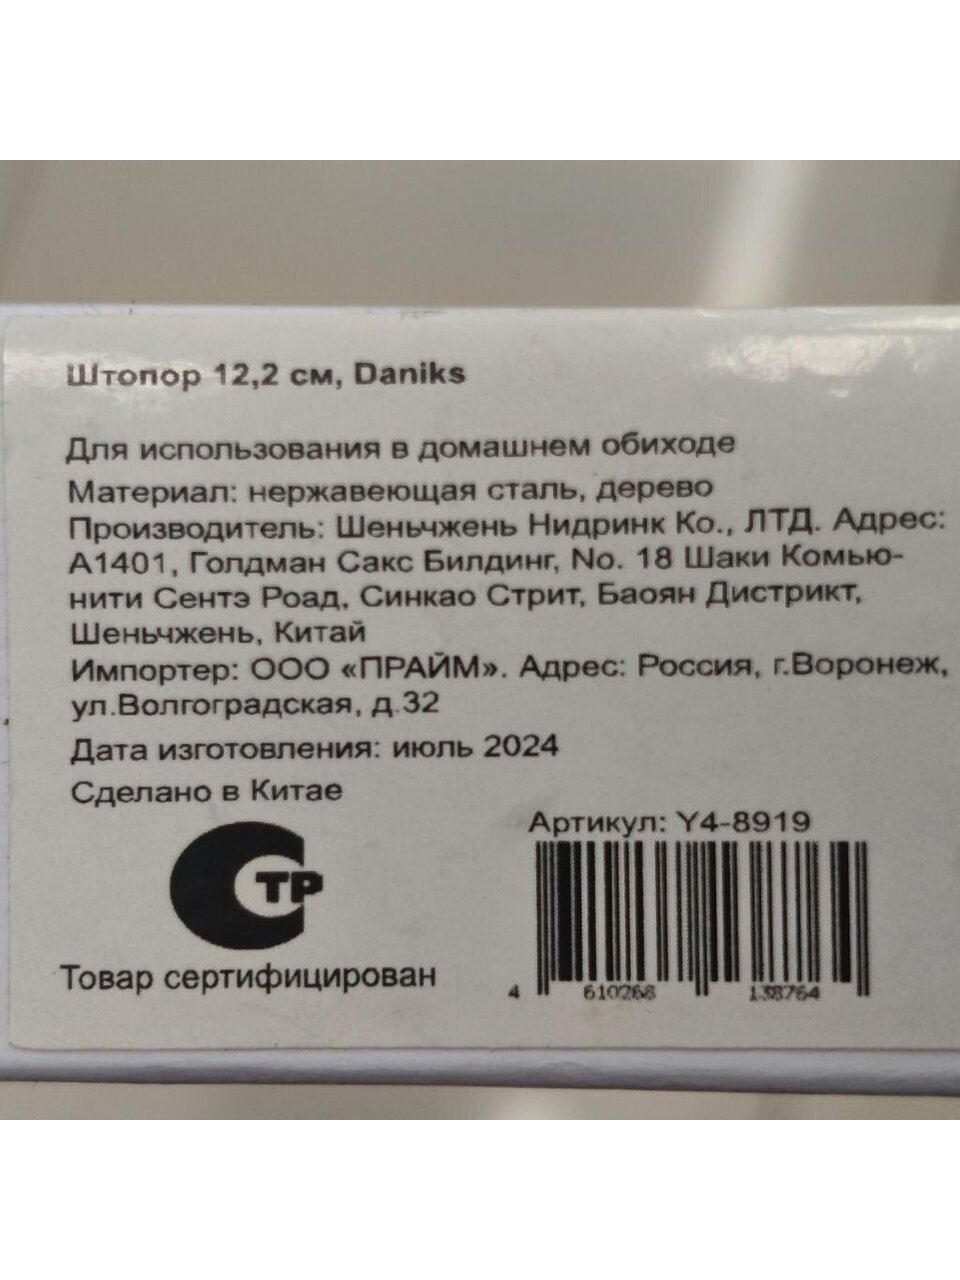 Штопор 12,2 см, Daniks
Для использования в домашнем обиходе
Материал: нержавеющая сталь, дерево
Производитель: Шеньчжень Нидринк Ко., ЛТД. Адрес:
А1401, Голдман Сакс Билдинг, No. 18 Шаки Комью-
нити Сентэ Роад, Синкао Стрит, Баоян Дистрикт,
Шеньчжень, Китай
Импортер: ООО «ПРАЙМ». Адрес: Россия, г.Воронеж,
ул.Волгоградская, д.32
Дата изготовления: июль 2024
Сделано в Китае
Артикул: Y4-8919
ТР
Товар сертифицирован
4 610268 138764